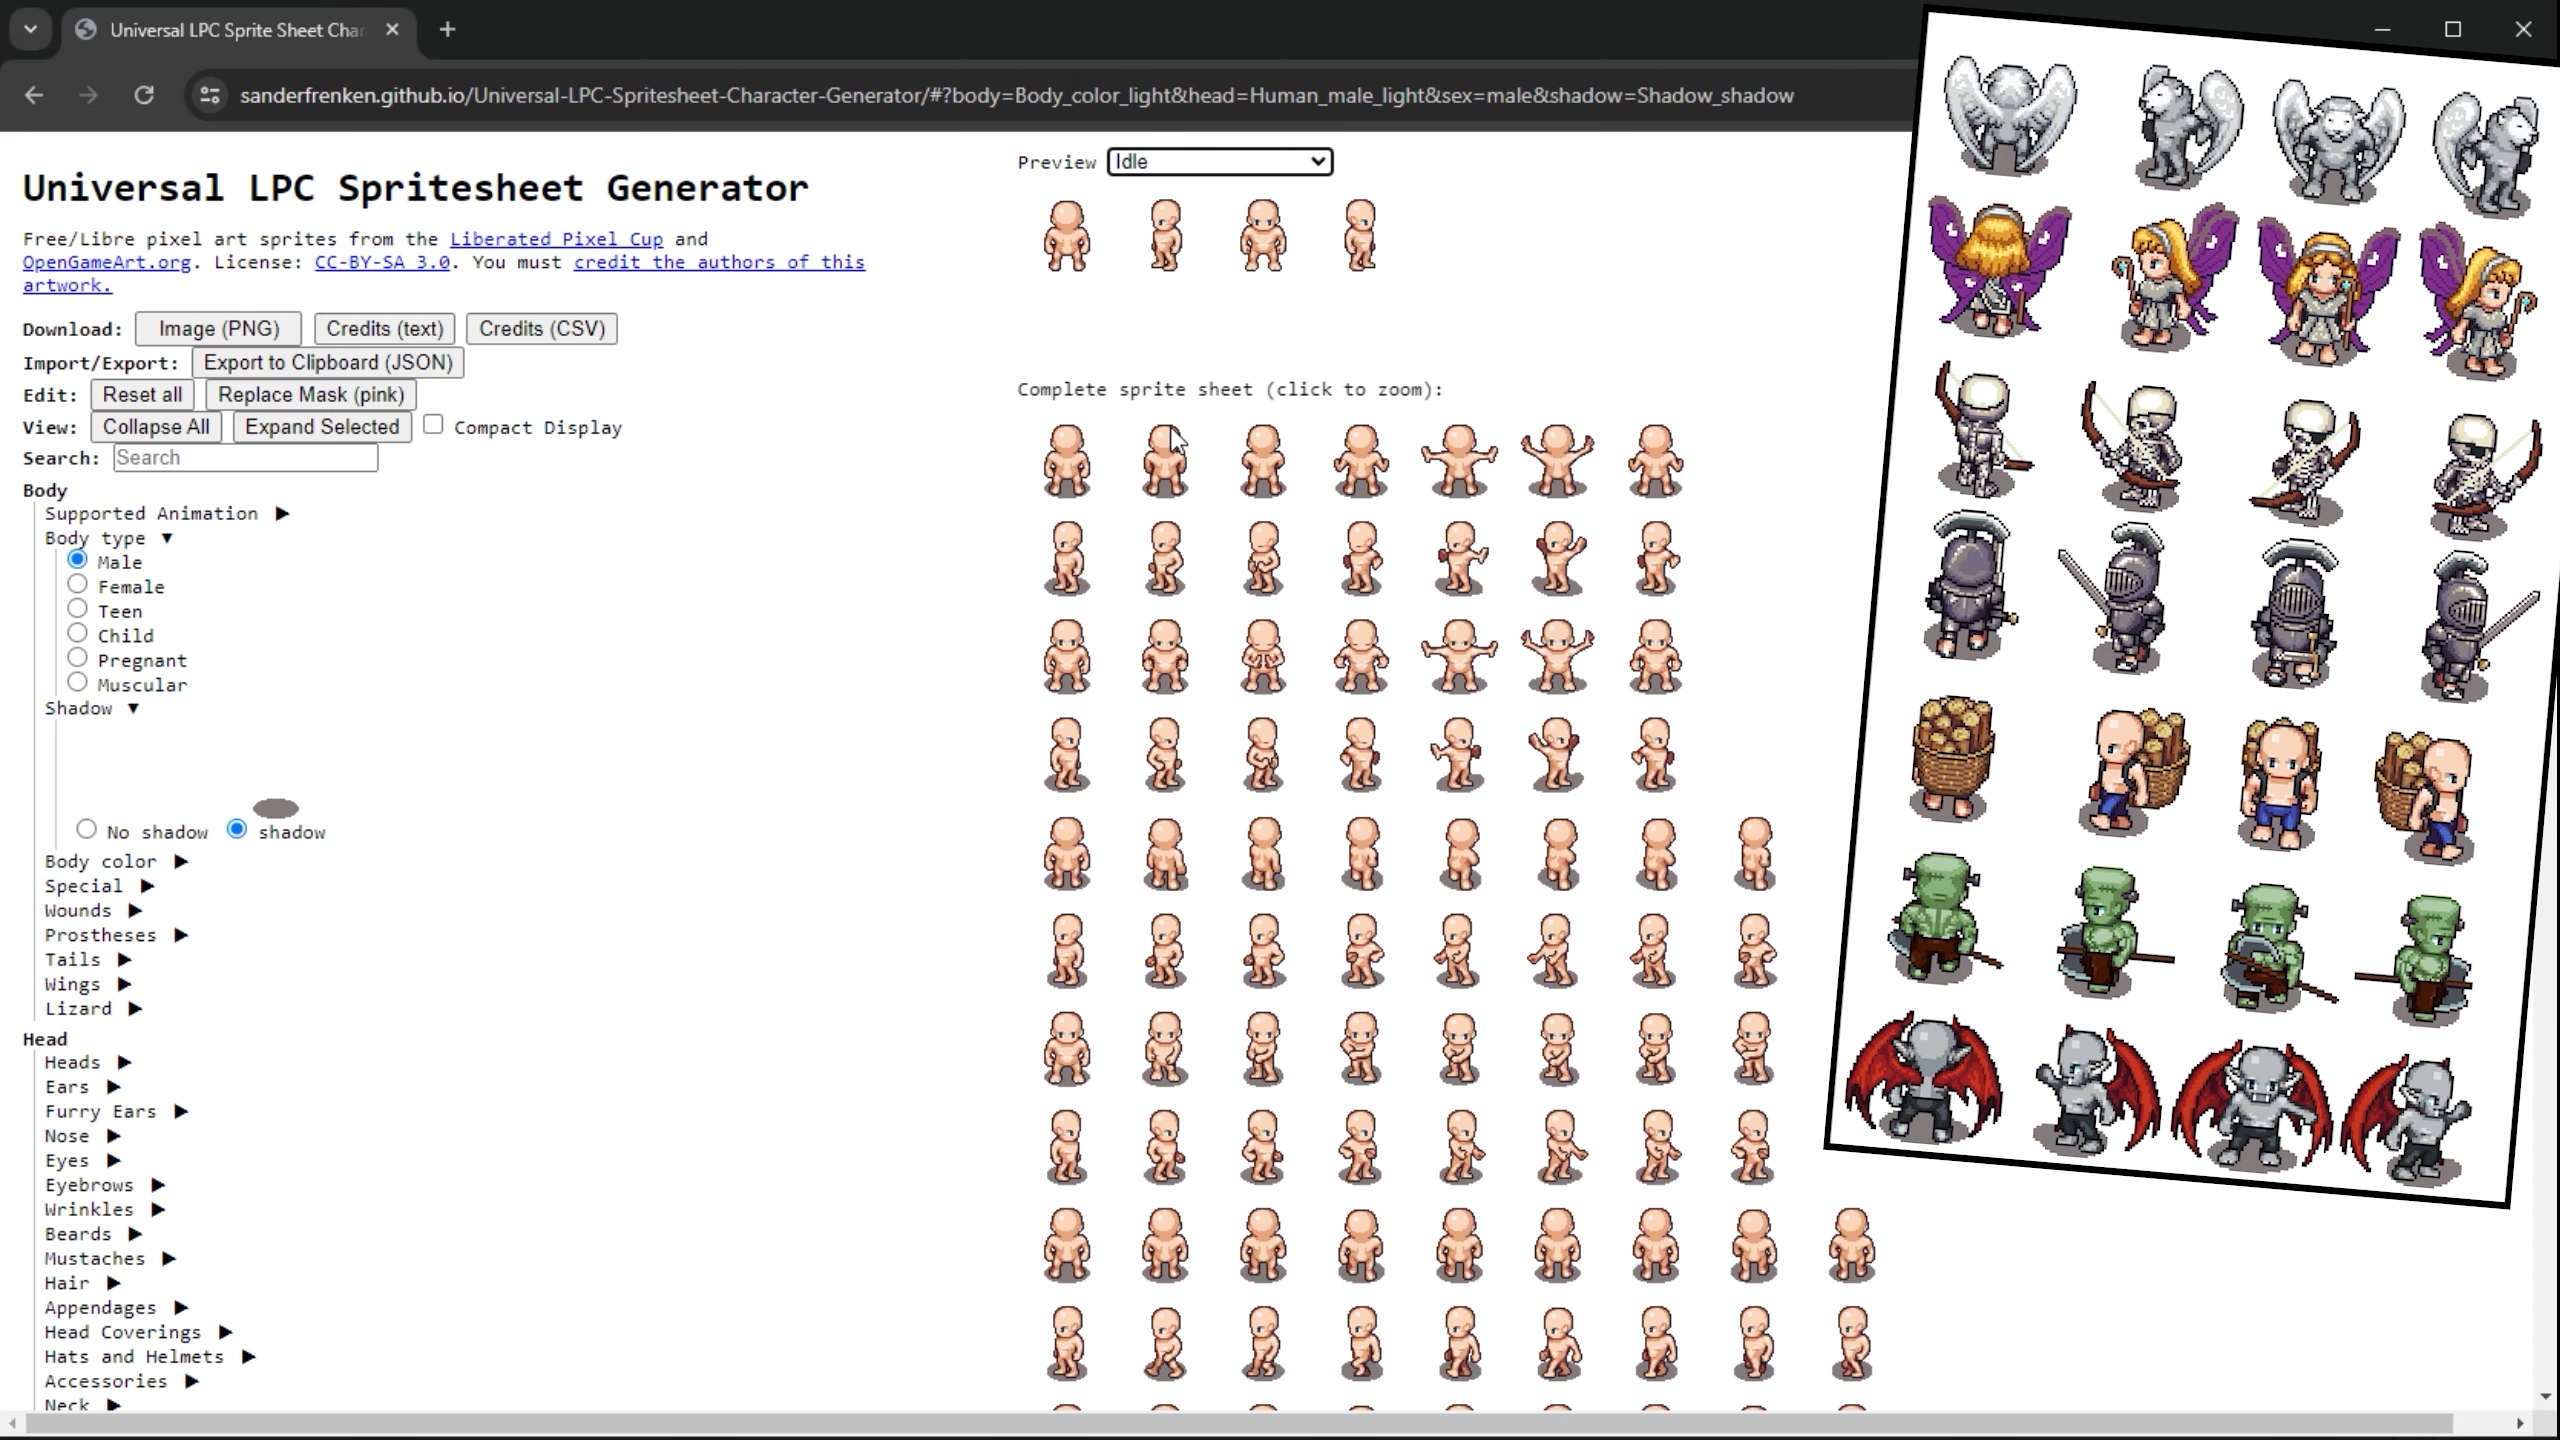 Universal LPC Sprite Sheet Char
sanderfrenken.github.io/Universal-LPC-Spritesheet-Character-Generator/#?body=Body_color_light&head=Human_male_light&sex=male&shadow=Shadow_shadow
Universal LPC Spritesheet Generator
Free/Libre pixel art sprites from the Liberated Pixel Cup and
OpenGameArt.org. License: CC-BY-SA 3.0. You must credit the authors of this
artwork.
Download: Image (PNG) Credits (text) Credits (CSV)
Import/Export: Export to Clipboard (JSON)
Edit: Reset all Replace Mask (pink)
View: Collapse All Expand Selected Compact Display
Search: Search
Body
Supported Animation
Body type
Male
Female
Teen
Child
Pregnant
Muscular
Shadow
No shadow shadow
Body color
Special
Wounds
Prostheses
Tails
Wings
Lizard
Head
Heads
Ears
Furry Ears
Nose
Eyes
Eyebrows
Wrinkles
Beards
Mustaches
Hair
Appendages
Head Coverings
Hats and Helmets
Accessories
Neck
Preview Idle
Complete sprite sheet (click to zoom):